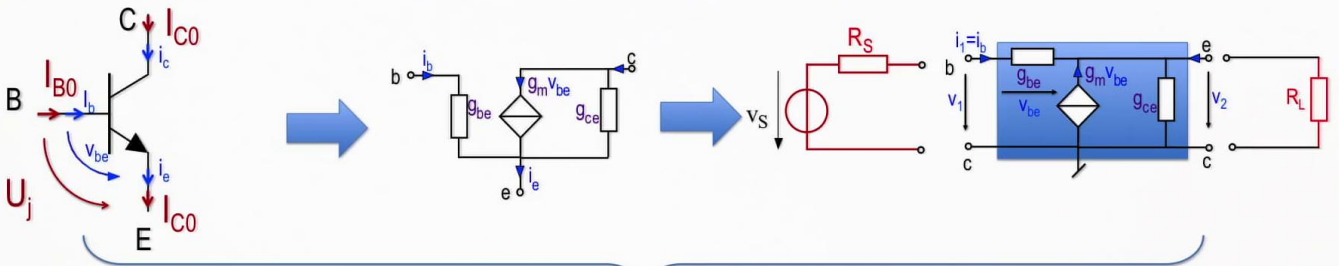 C
I_C0
i_c
I_B0
B
I_b
v_be
i_e
U_j
I_C0
E
i_b
b
c
g_m v_be
g_be
g_ce
i_e
e
R_S
v_S
i_1=i_b
b
e
g_be
g_m v_be
v_1
v_be
g_ce
v_2
c
c
R_L